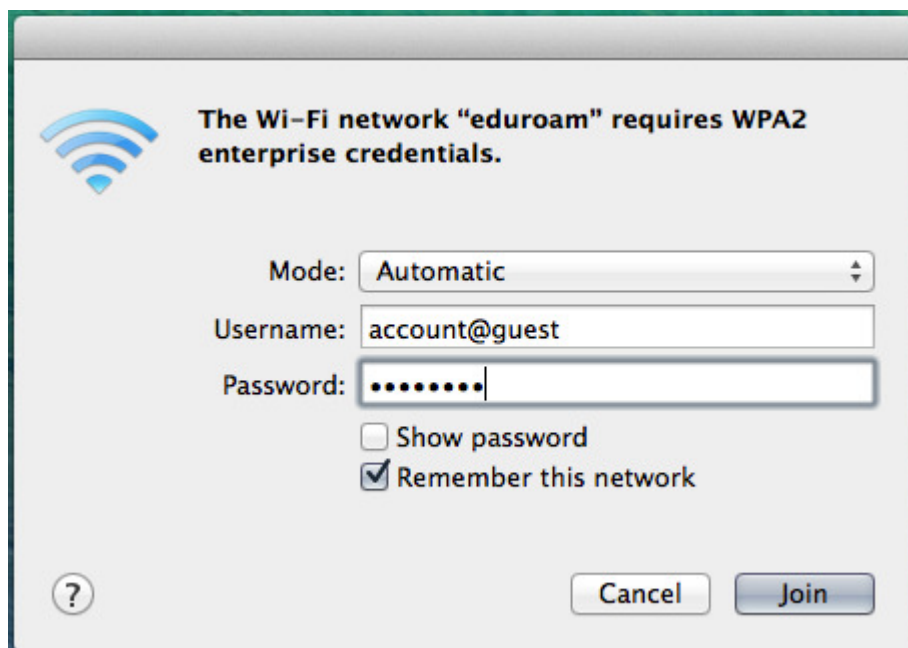 The Wi-Fi network “eduroam” requires WPA2
enterprise credentials.
Mode: Automatic
Username: account@guest
Password: ••••••••
Show password
Remember this network
? Cancel Join